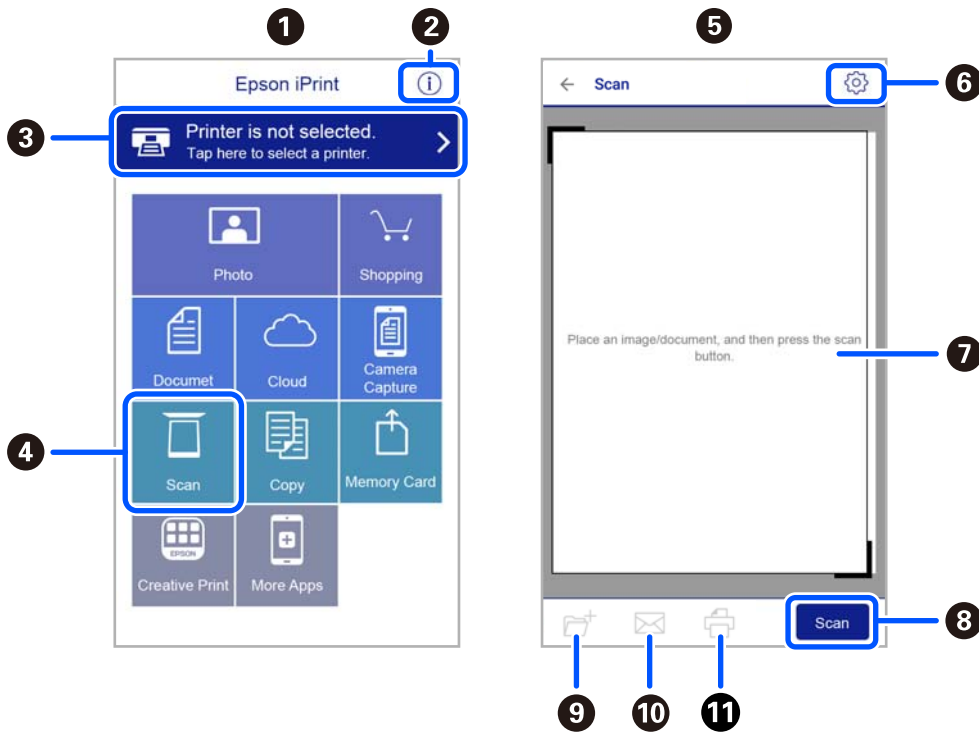 1
2
5
Epson iPrint
i
Scan
6
3
Printer is not selected.
Tap here to select a printer.
Photo
Shopping
Place an image/document, and then press the scan
button.
7
Documet
Cloud
Camera
Capture
4
Scan
Copy
Memory Card
EPSON
Creative Print
More Apps
Scan
8
9
10
11